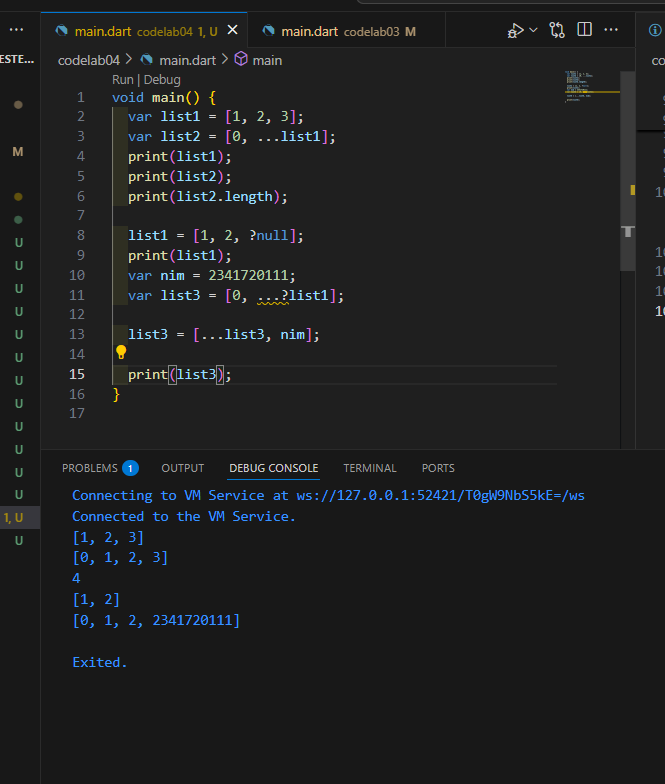 ESTE...
M
U
U
U
U
U
U
U
U
U
U
U
U
1, U
U
main.dart codelab04 1, U
main.dart codelab03 M
codelab04 > main.dart > main
Run | Debug
1 void main() {
2 var list1 = [1, 2, 3];
3 var list2 = [0, ...list1];
4 print(list1);
5 print(list2);
6 print(list2.length);
7
8 list1 = [1, 2, ?null];
9 print(list1);
10 var nim = 2341720111;
11 var list3 = [0, ...?list1];
12
13 list3 = [...list3, nim];
14
15 print(list3);
16 }
17
PROBLEMS 1 OUTPUT DEBUG CONSOLE TERMINAL PORTS
Connecting to VM Service at ws://127.0.0.1:52421/T0gW9NbS5kE=/ws
Connected to the VM Service.
[1, 2, 3]
[0, 1, 2, 3]
4
[1, 2]
[0, 1, 2, 2341720111]
Exited.